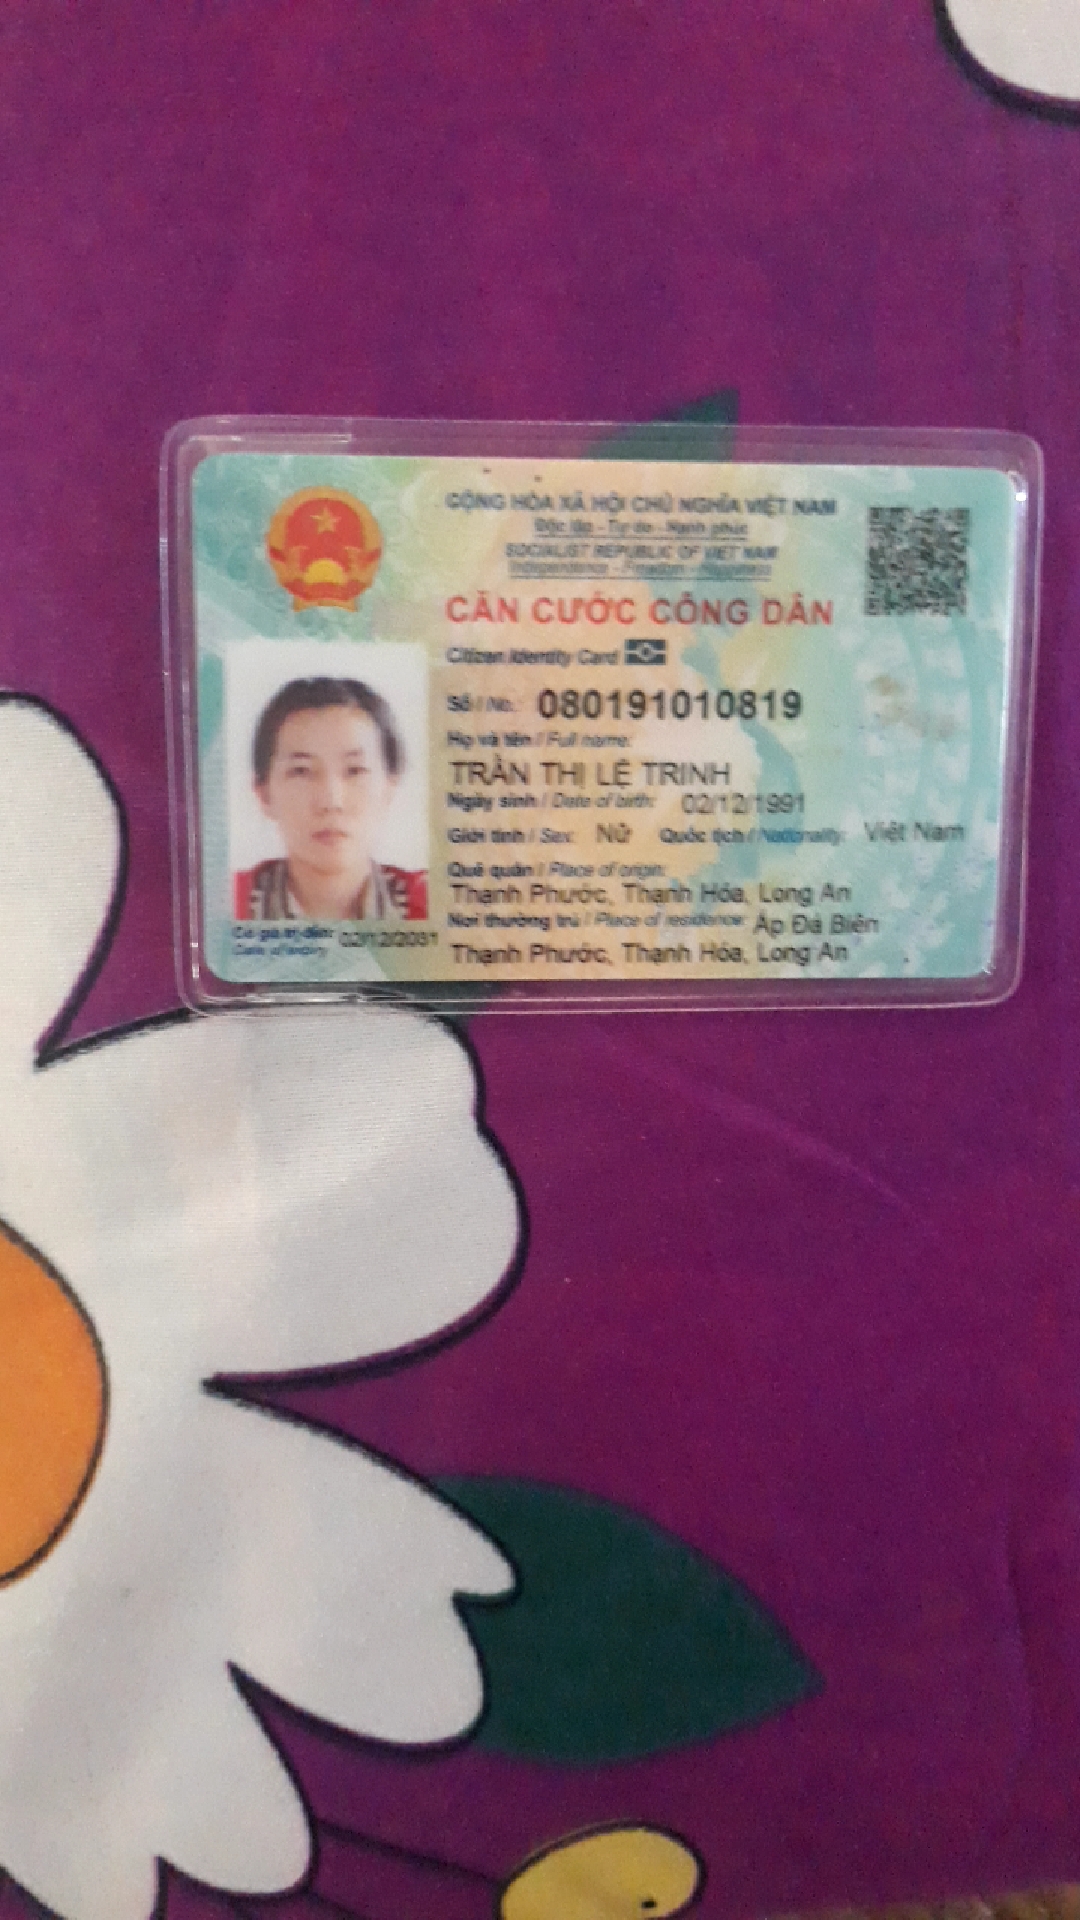 CỘNG HÒA XÃ HỘI CHỦ NGHĨA VIỆT NAM
Độc lập - Tự do - Hạnh phúc
SOCIALIST REPUBLIC OF VIET NAM
Independence - Freedom - Happiness
CĂN CƯỚC CÔNG DÂN
Citizen Identity Card
Số / No.: 080191010819
Họ và tên / Full name:
TRẦN THỊ LỆ TRINH
Ngày sinh / Date of birth: 02/12/1991
Giới tính / Sex: Nữ Quốc tịch / Nationality: Việt Nam
Quê quán / Place of origin:
Thạnh Phước, Thạnh Hóa, Long An
Nơi thường trú / Place of residence: Ấp Đá Biên
Thạnh Phước, Thạnh Hóa, Long An
Có giá trị đến: 02/12/2031
Date of expiry